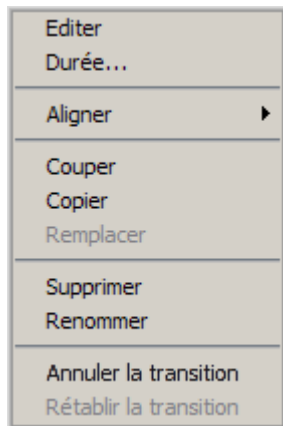 Editer
Durée...
Aligner
Couper
Copier
Remplacer
Supprimer
Renommer
Annuler la transition
Rétablir la transition